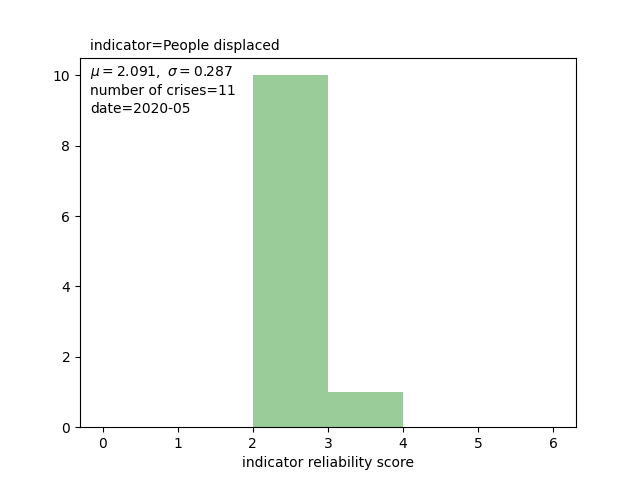 indicator=People displaced
μ = 2.091, σ = 0.287
number of crises=11
date=2020-05
10
8
6
4
2
0
0 1 2 3 4 5 6
indicator reliability score